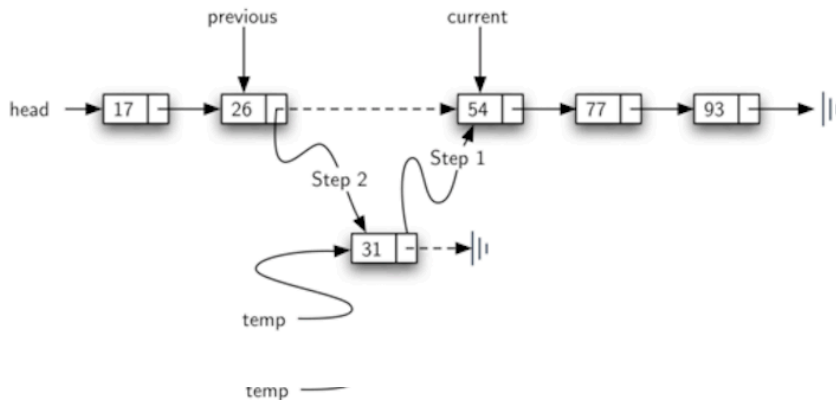 previous current
head 17 26 54 77 93
Step 1
Step 2
31
temp
temp